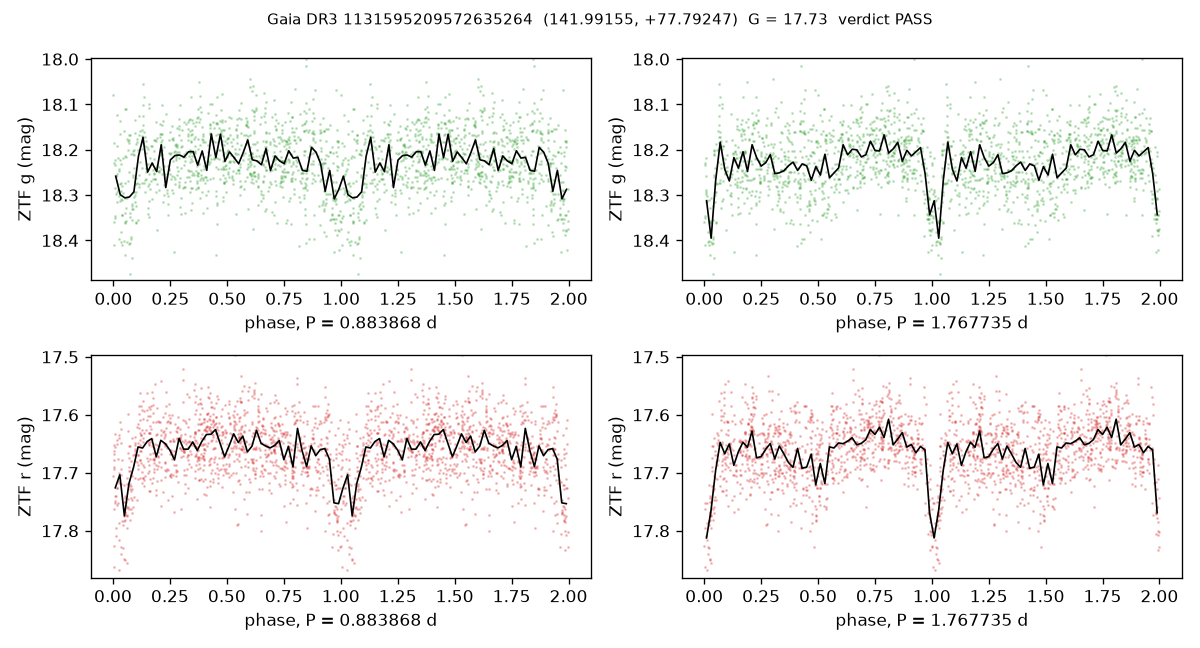 Gaia DR3 1131595209572635264 (141.99155, +77.79247) G = 17.73 verdict PASS
18.0
18.1
18.2
18.3
18.4
ZTF g (mag)
0.00 0.25 0.50 0.75 1.00 1.25 1.50 1.75 2.00
phase, P = 0.883868 d
18.0
18.1
18.2
18.3
18.4
ZTF g (mag)
0.00 0.25 0.50 0.75 1.00 1.25 1.50 1.75 2.00
phase, P = 1.767735 d
17.5
17.6
17.7
17.8
ZTF r (mag)
0.00 0.25 0.50 0.75 1.00 1.25 1.50 1.75 2.00
phase, P = 0.883868 d
17.5
17.6
17.7
17.8
ZTF r (mag)
0.00 0.25 0.50 0.75 1.00 1.25 1.50 1.75 2.00
phase, P = 1.767735 d